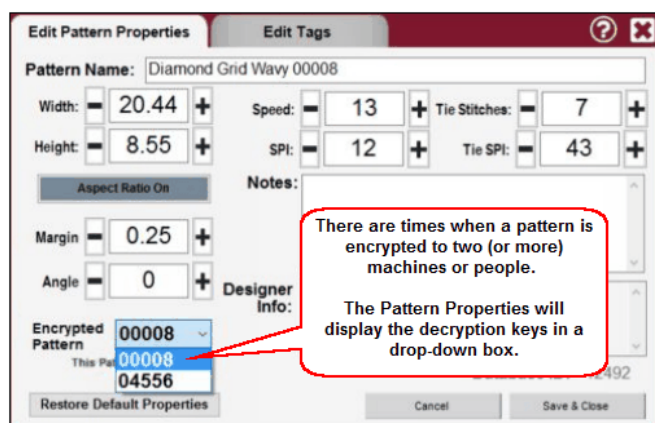 Edit Pattern Properties
Edit Tags
?
Pattern Name: Diamond Grid Wavy 00008
Width: 20.44 Speed: 13 Tie Stitches: 7
Height: 8.55 SPI: 12 Tie SPI: 43
Aspect Ratio On
Notes:
Margin 0.25
Angle 0
Designer
Info:
There are times when a pattern is
encrypted to two (or more)
machines or people.
The Pattern Properties will
display the decryption keys in a
drop-down box.
Encrypted
Pattern
00008
This Pa
00008
04556
2492
Restore Default Properties
Cancel
Save & Close